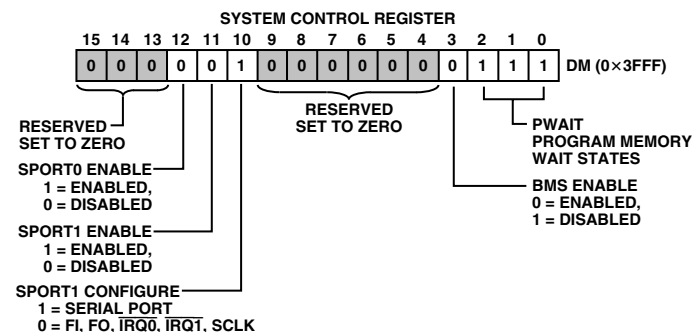 SYSTEM CONTROL REGISTER
15 14 13 12 11 10 9 8 7 6 5 4 3 2 1 0
0 0 0 0 0 1 0 0 0 0 0 0 0 1 1 1 DM (0×3FFF)
RESERVED
SET TO ZERO
RESERVED
SET TO ZERO
PWAIT
PROGRAM MEMORY
WAIT STATES
SPORT0 ENABLE
1 = ENABLED,
0 = DISABLED
BMS ENABLE
0 = ENABLED,
1 = DISABLED
SPORT1 ENABLE
1 = ENABLED,
0 = DISABLED
SPORT1 CONFIGURE
1 = SERIAL PORT
0 = FI, FO, IRQ0, IRQ1, SCLK